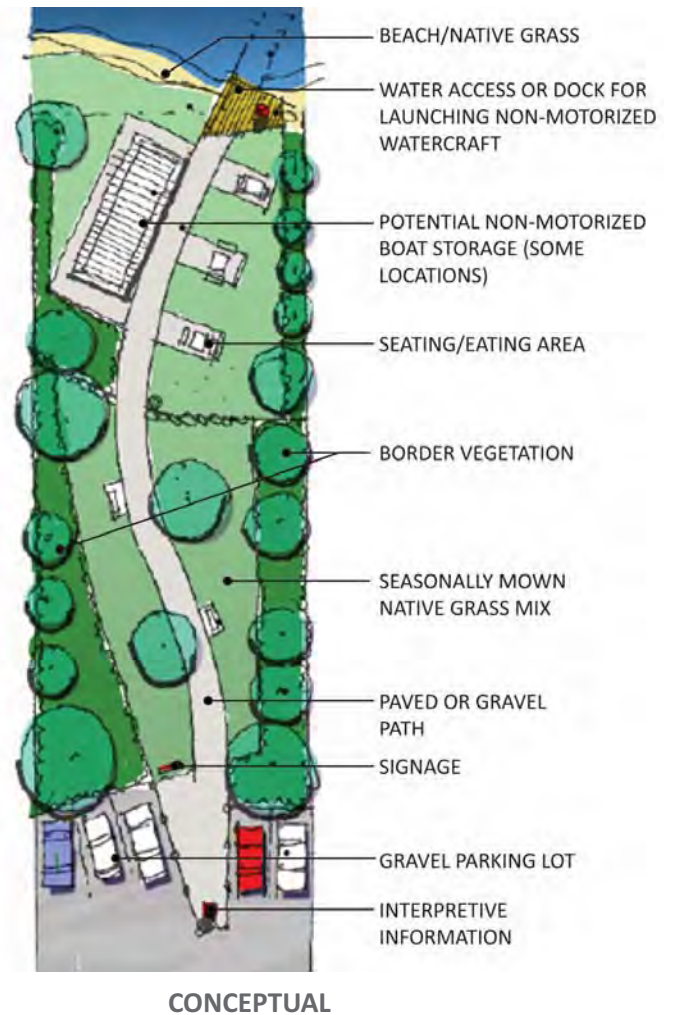 BEACH/NATIVE GRASS
WATER ACCESS OR DOCK FOR
LAUNCHING NON-MOTORIZED
WATERCRAFT
POTENTIAL NON-MOTORIZED
BOAT STORAGE (SOME
LOCATIONS)
SEATING/EATING AREA
BORDER VEGETATION
SEASONALLY MOWN
NATIVE GRASS MIX
PAVED OR GRAVEL
PATH
SIGNAGE
GRAVEL PARKING LOT
INTERPRETIVE
INFORMATION
CONCEPTUAL